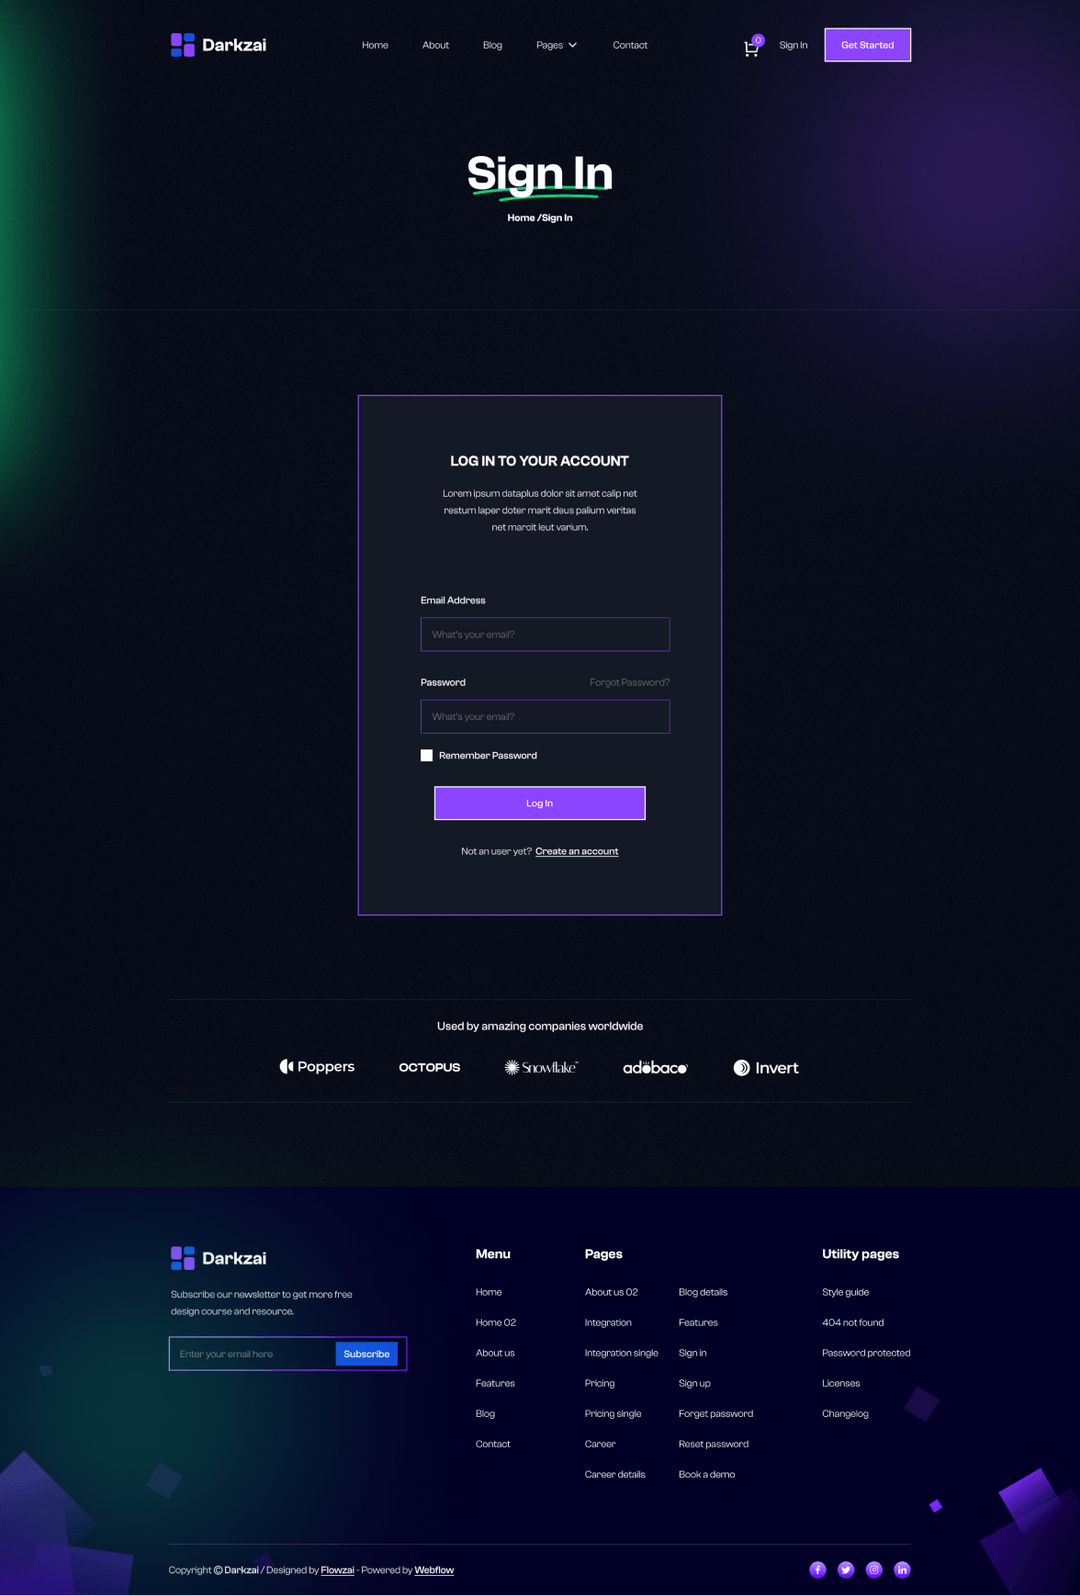 Darkzai
Home About Blog Pages Contact
0
Sign In
Get Started
Sign In
Home /Sign In
LOG IN TO YOUR ACCOUNT
Lorem ipsum dataplus dolor sit amet calip net
restum laper doter marit deus palium veritas
net marcit leut varium.
Email Address
What's your email?
Password Forgot Password?
What's your email?
Remember Password
Log In
Not an user yet? Create an account
Used by amazing companies worldwide
Poppers OCTOPUS Snowflake™ adobaco Invert
Darkzai
Subscribe our newsletter to get more free
design course and resource.
Enter your email here Subscribe
Menu
Home
Home 02
About us
Features
Blog
Contact
Pages
About us 02
Integration
Integration single
Pricing
Pricing single
Career
Career details
Blog details
Features
Sign in
Sign up
Forget password
Reset password
Book a demo
Utility pages
Style guide
404 not found
Password protected
Licenses
Changelog
Copyright © Darkzai / Designed by Flowzai - Powered by Webflow